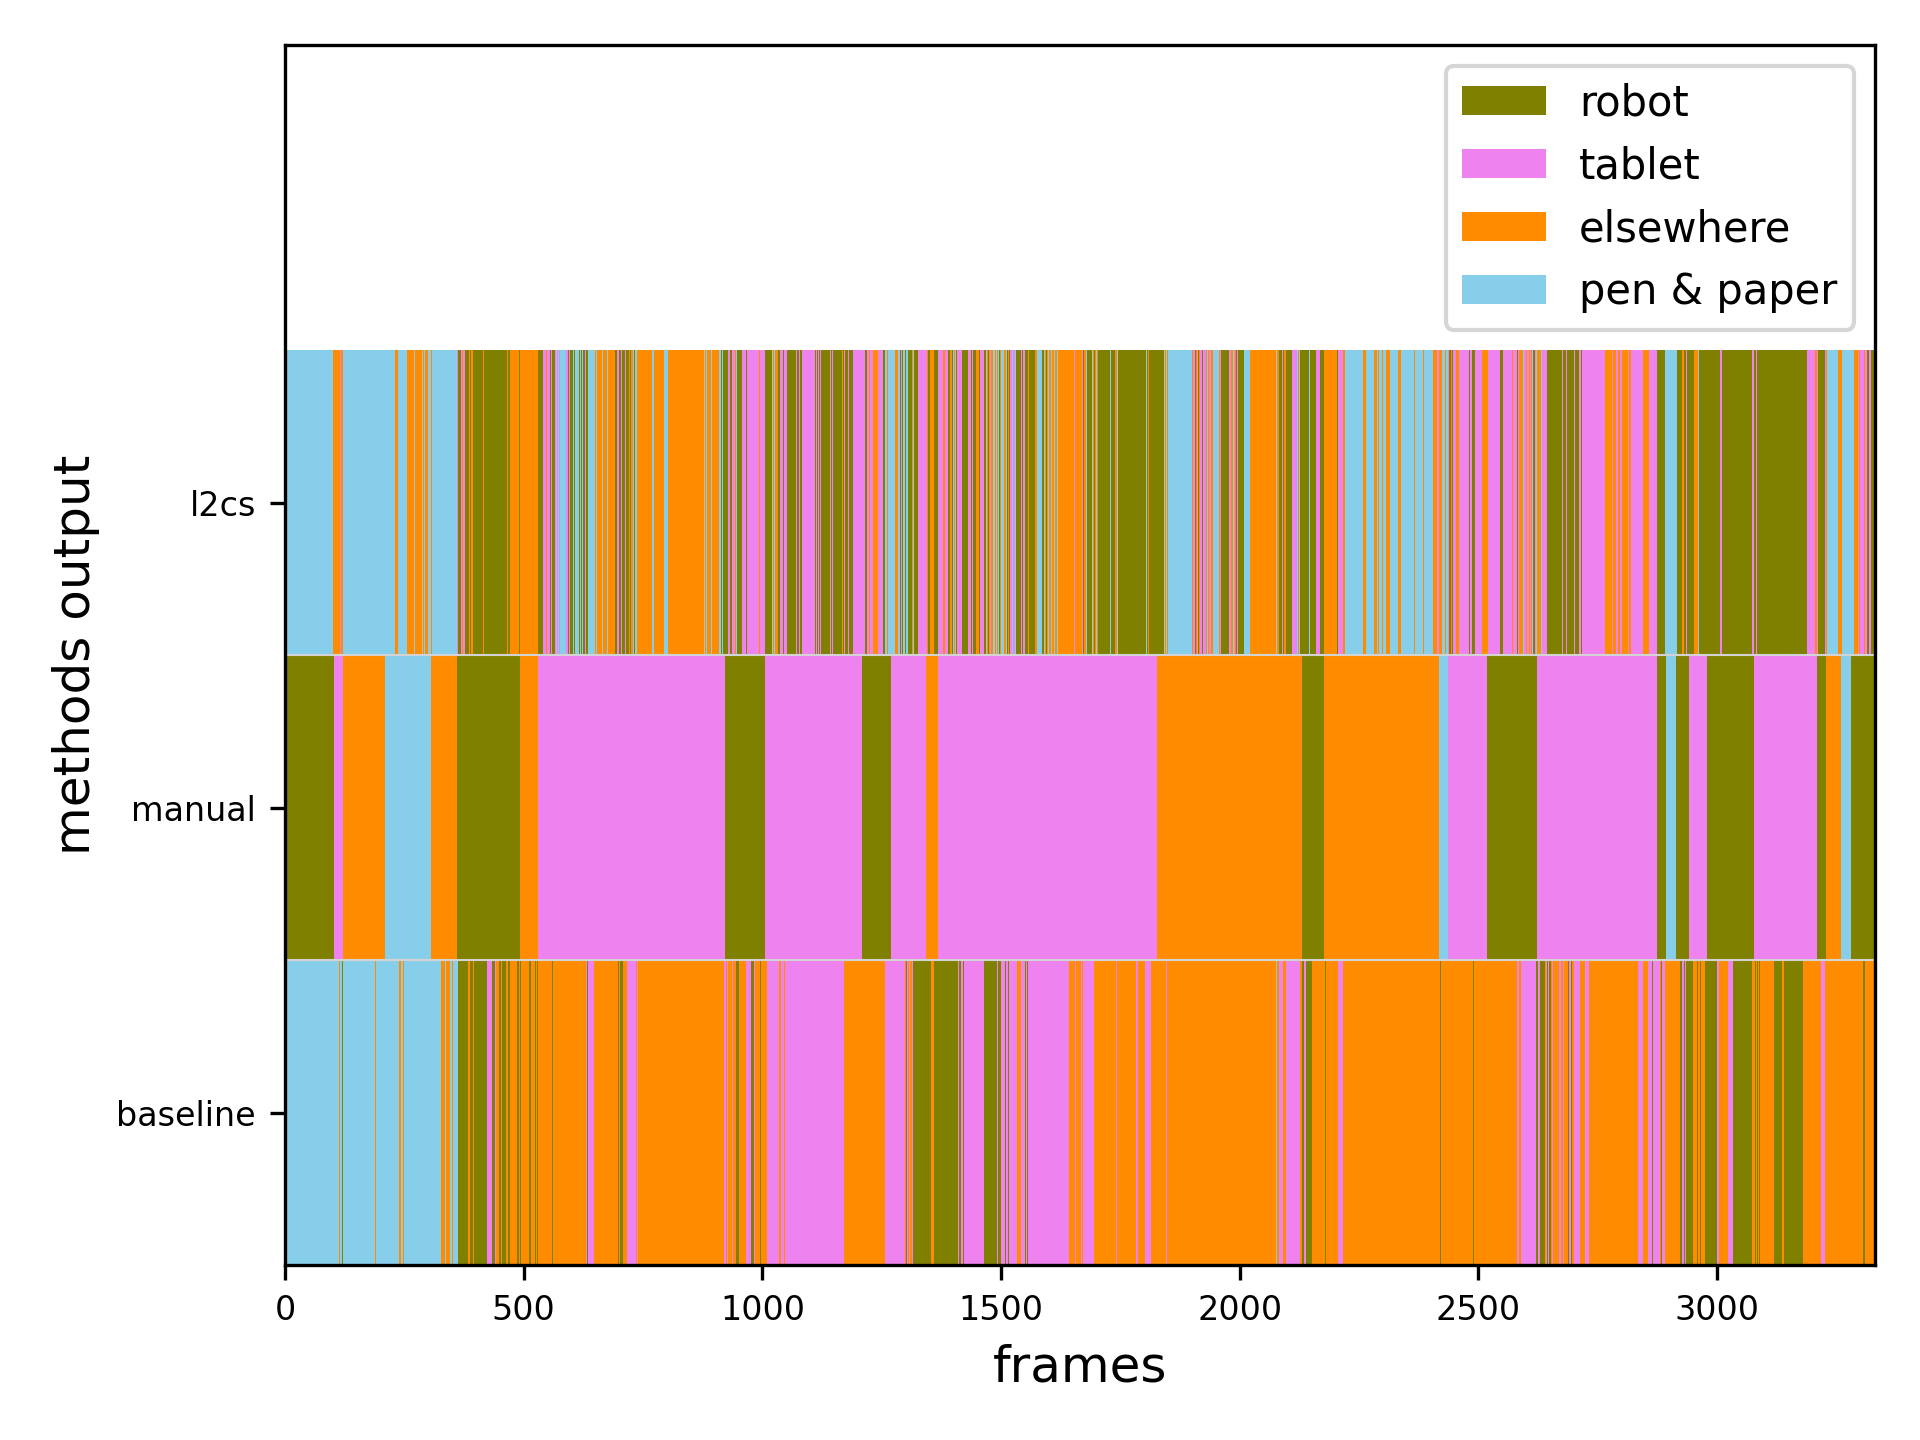 robot
tablet
elsewhere
pen & paper
methods output
l2cs
manual
baseline
0 500 1000 1500 2000 2500 3000
frames